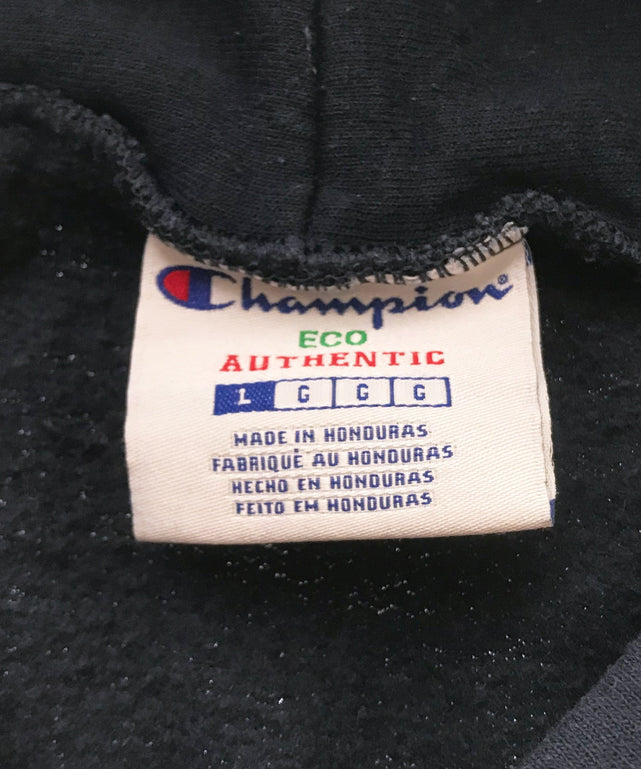 Champion®
ECO
AUTHENTIC
L G G G
MADE IN HONDURAS
FABRIQUÉ AU HONDURAS
HECHO EN HONDURAS
FEITO EM HONDURAS